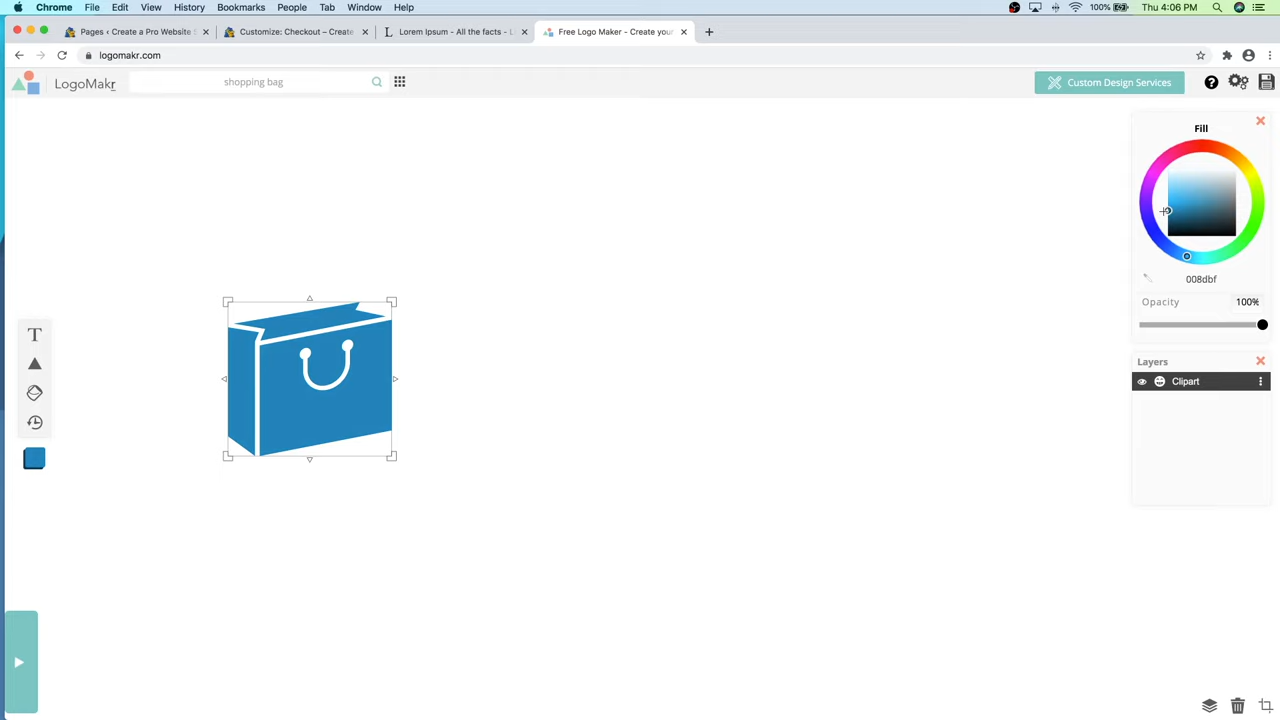 Chrome File Edit View History Bookmarks People Tab Window Help 100% Thu 4:06 PM
Pages ‹ Create a Pro Website Customize: Checkout – Create Lorem Ipsum - All the facts - Free Logo Maker - Create your
logomakr.com
LogoMakr shopping bag Custom Design Services
Fill
008dbf
Opacity 100%
T
Layers
Clipart